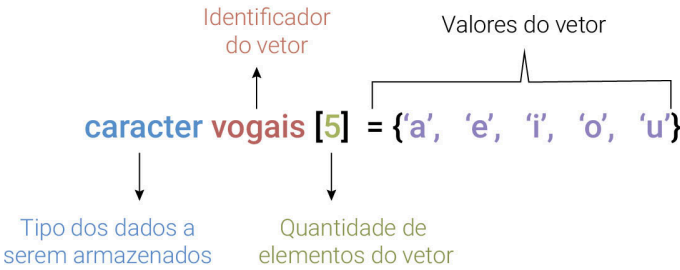 Identificador
do vetor
Valores do vetor
caracter vogais [5] = {‘a’, ‘e’, ‘i’, ‘o’, ‘u’}
Tipo dos dados a
serem armazenados
Quantidade de
elementos do vetor